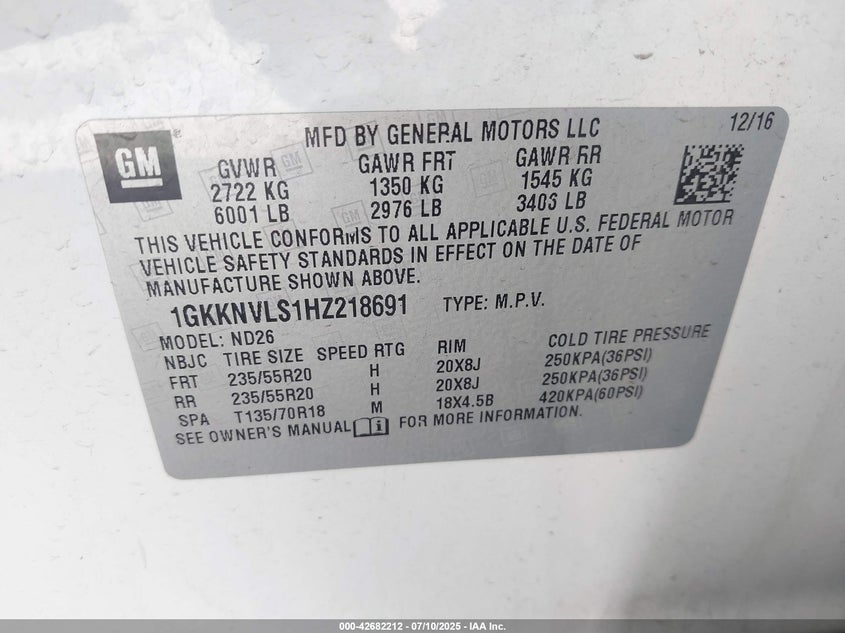 GM
MFD BY GENERAL MOTORS LLC 12/16
GVWR GAWR FRT GAWR RR
2722 KG 1350 KG 1545 KG
6001 LB 2976 LB 3406 LB
THIS VEHICLE CONFORMS TO ALL APPLICABLE U.S. FEDERAL MOTOR
VEHICLE SAFETY STANDARDS IN EFFECT ON THE DATE OF
MANUFACTURE SHOWN ABOVE.
1GKKNVLS1HZ218691 TYPE: M.P.V.
MODEL: ND26
NBJC TIRE SIZE SPEED RTG RIM COLD TIRE PRESSURE
FRT 235/55R20 H 20X8J 250KPA(36PSI)
RR 235/55R20 H 20X8J 250KPA(36PSI)
SPA T135/70R18 M 18X4.5B 420KPA(60PSI)
SEE OWNER'S MANUAL FOR MORE INFORMATION.
000-42682212 - 07/10/2025 - IAA Inc.